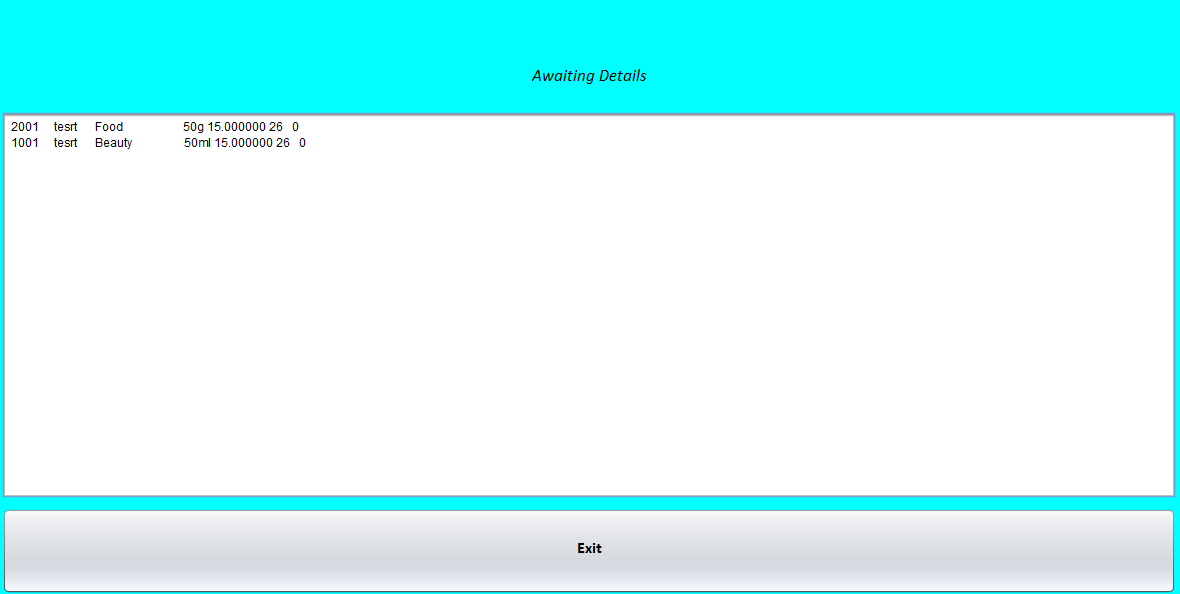 Awaiting Details
2001 tesrt Food 50g 15.000000 26 0
1001 tesrt Beauty 50ml 15.000000 26 0
Exit